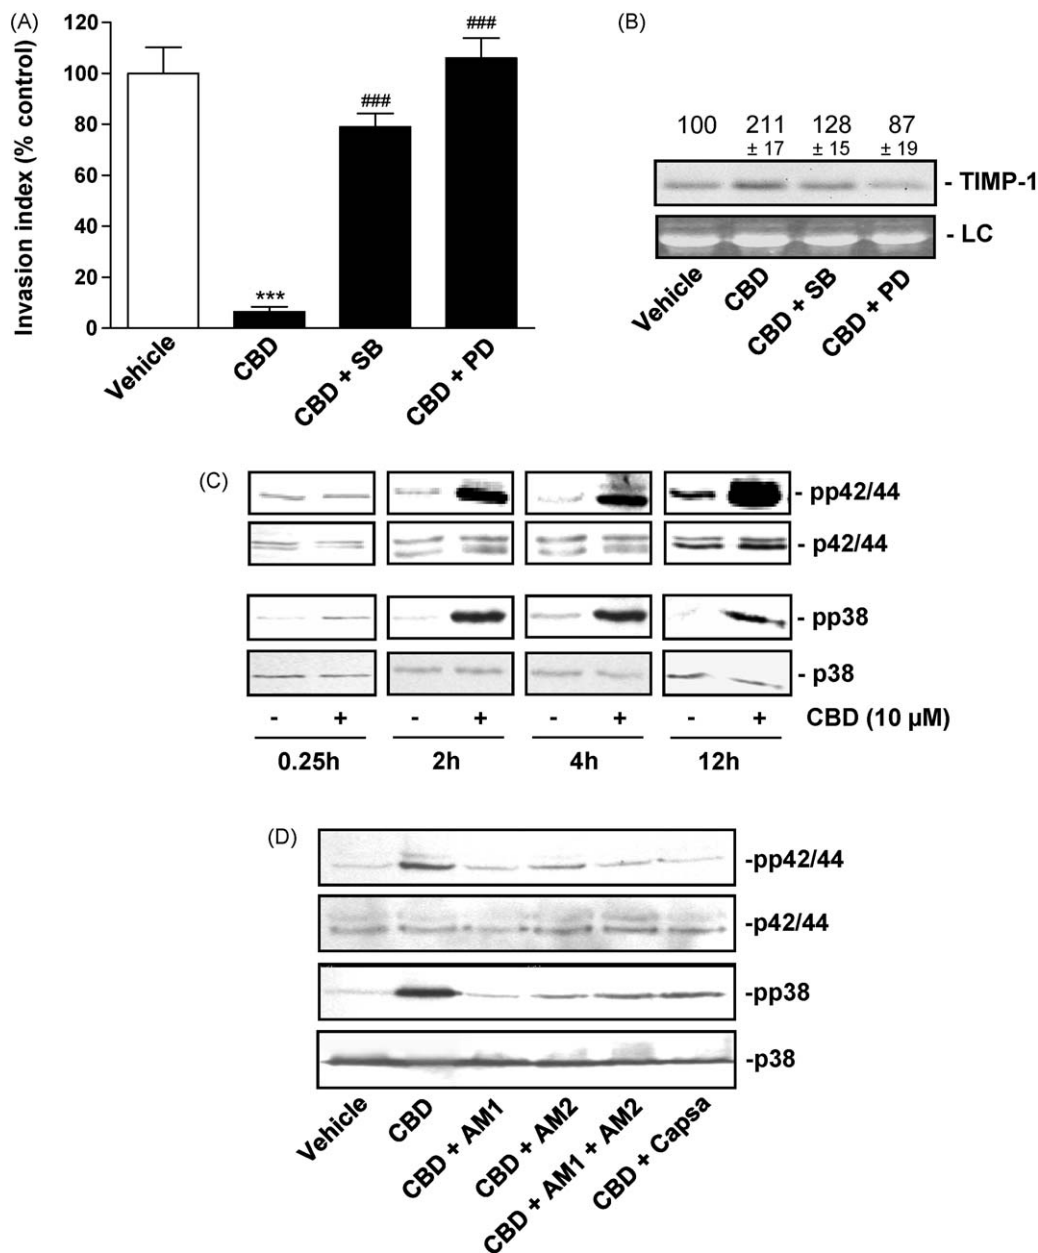 (A)
Invasion index (% control)
120
100
80
60
40
20
0
***
###
###
Vehicle
CBD
CBD + SB
CBD + PD
(B)
100 211 128 87
± 17 ± 15 ± 19
- TIMP-1
- LC
Vehicle
CBD
CBD + SB
CBD + PD
(C)
- pp42/44
- p42/44
- pp38
- p38
- + - + - + - + CBD (10 µM)
0.25h 2h 4h 12h
(D)
-pp42/44
-p42/44
-pp38
-p38
Vehicle
CBD
CBD + AM1
CBD + AM2
CBD + AM1 + AM2
CBD + Capsa